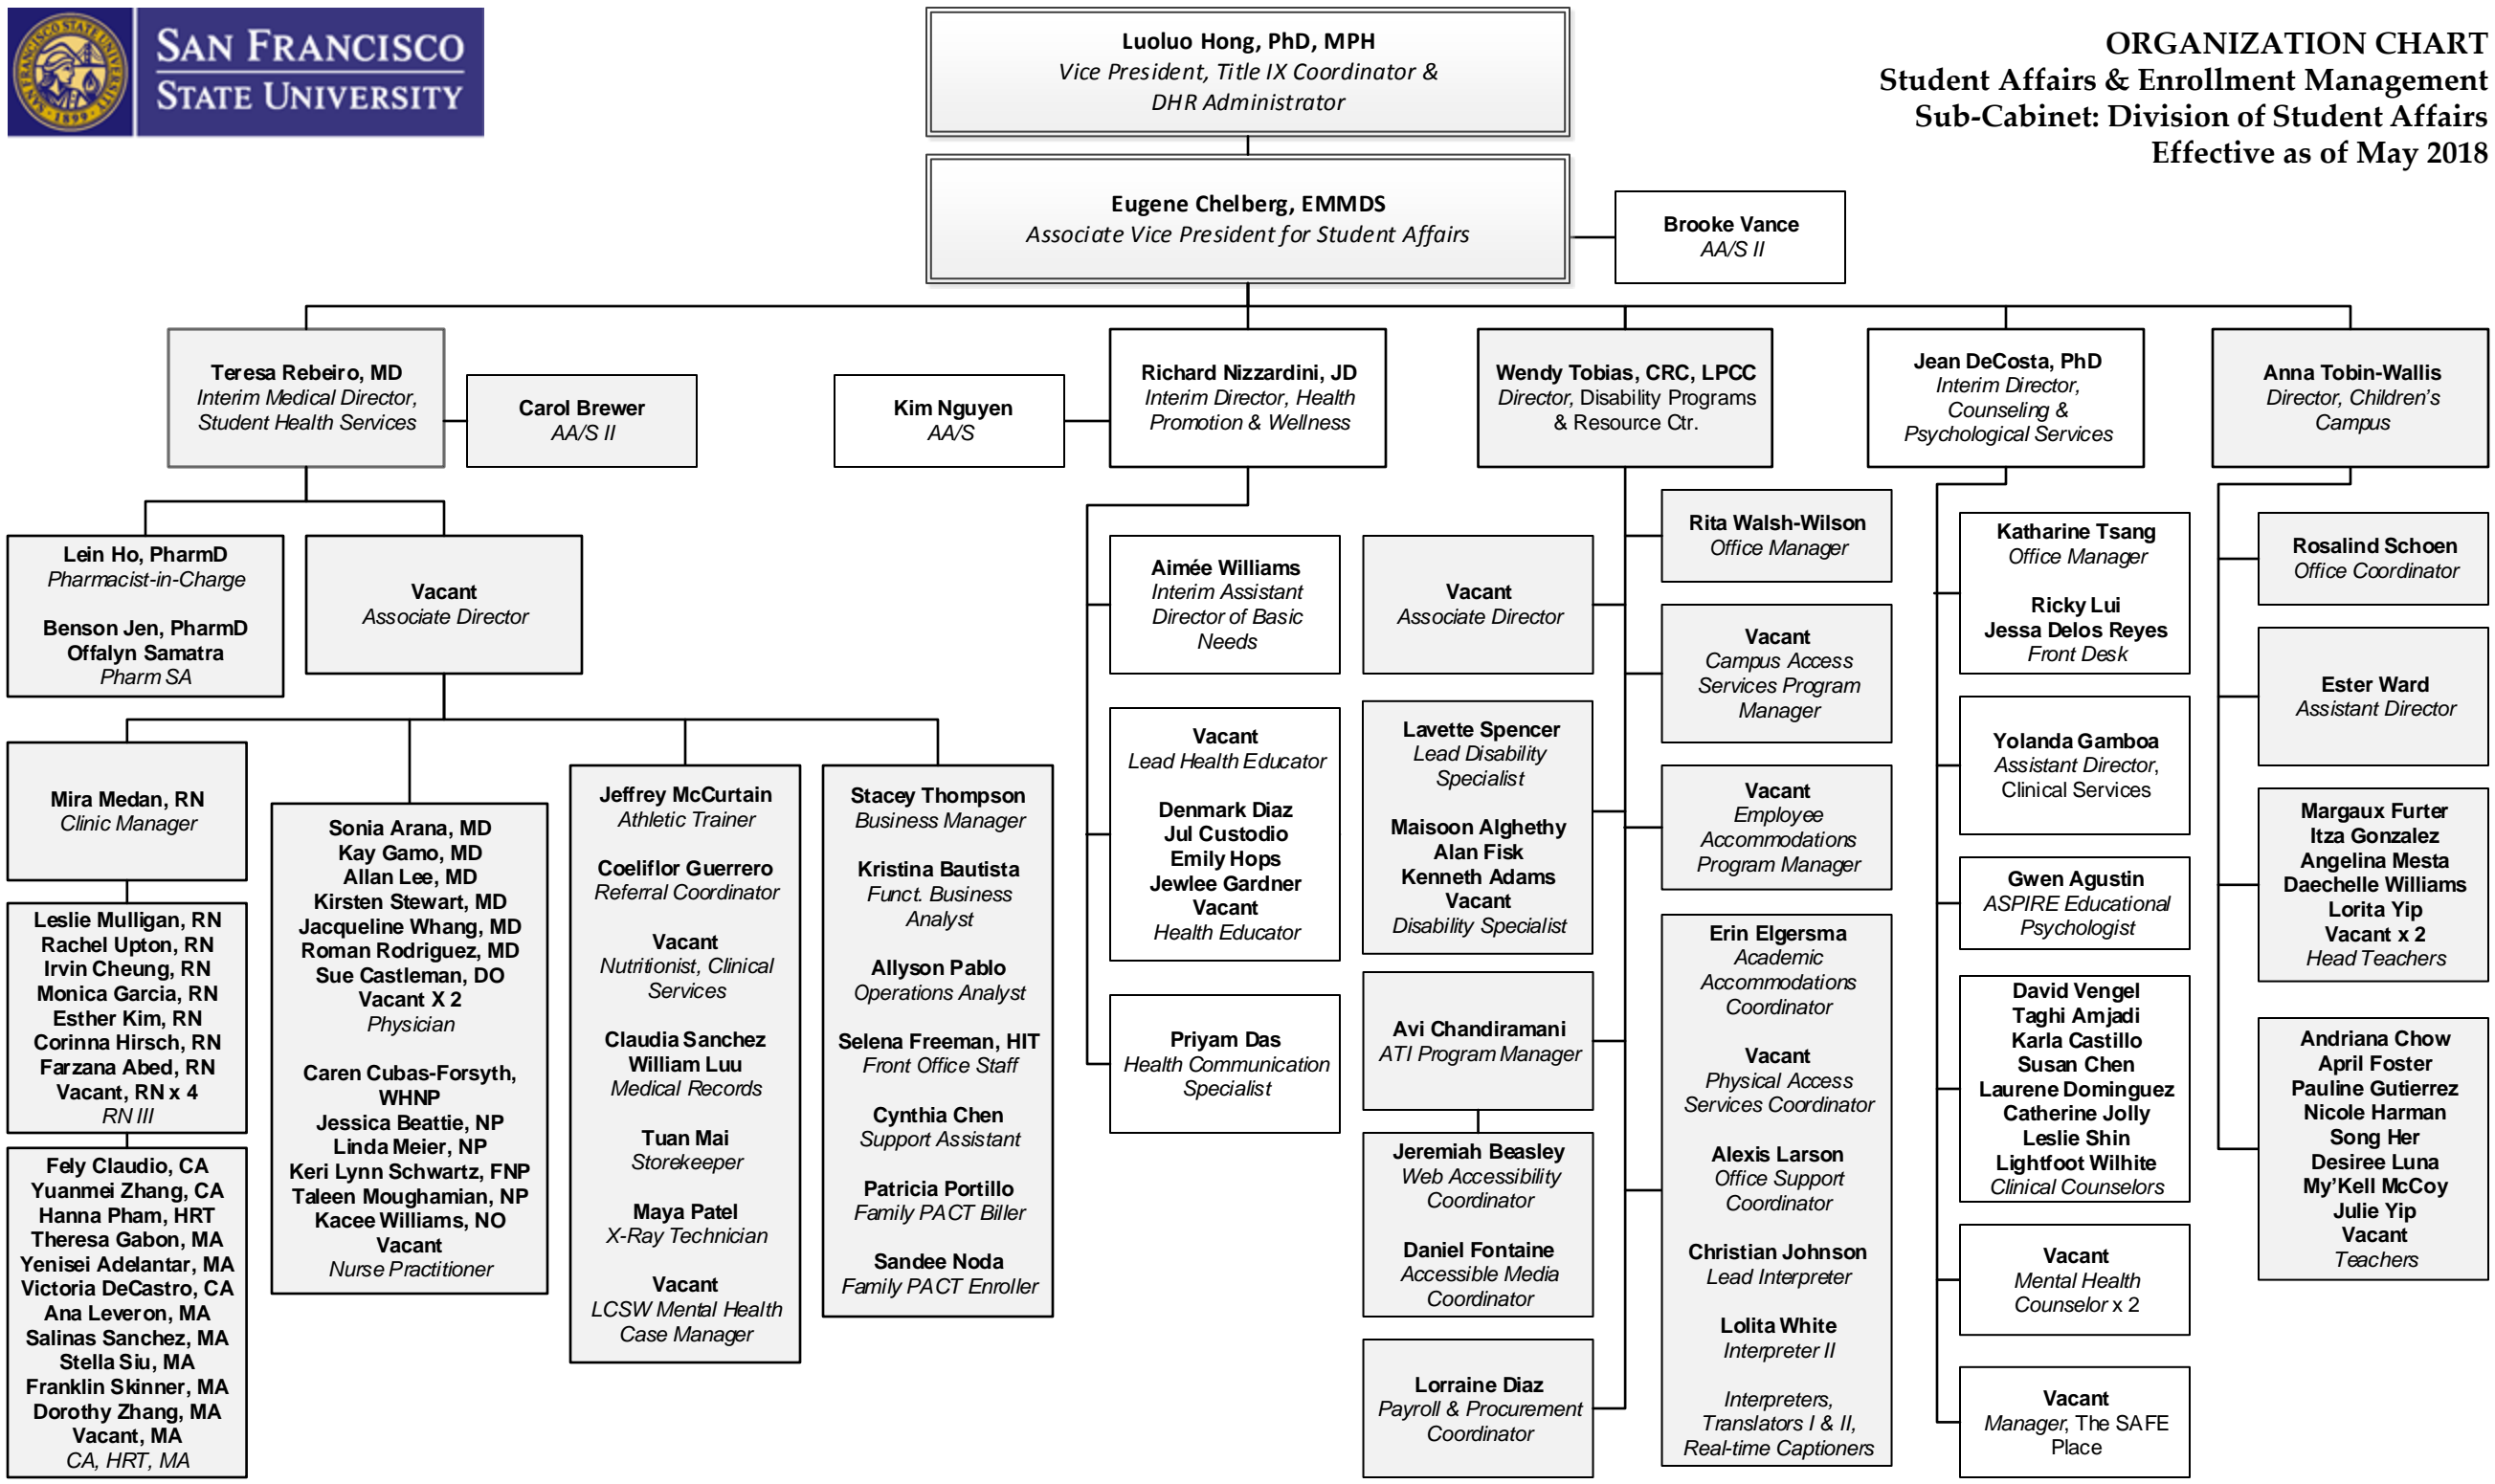 SAN FRANCISCO
STATE UNIVERSITY
SAN FRANCISCO STATE UNIVERSITY
1899
ORGANIZATION CHART
Student Affairs & Enrollment Management
Sub-Cabinet: Division of Student Affairs
Effective as of May 2018
Luoluo Hong, PhD, MPH
Vice President, Title IX Coordinator &
DHR Administrator
Eugene Chelberg, EMMDS
Associate Vice President for Student Affairs
Brooke Vance
AA/S II
Teresa Rebeiro, MD
Interim Medical Director,
Student Health Services
Carol Brewer
AA/S II
Kim Nguyen
AA/S
Richard Nizzardini, JD
Interim Director, Health
Promotion & Wellness
Wendy Tobias, CRC, LPCC
Director, Disability Programs
& Resource Ctr.
Jean DeCosta, PhD
Interim Director,
Counseling &
Psychological Services
Anna Tobin-Wallis
Director, Children's
Campus
Lein Ho, PharmD
Pharmacist-in-Charge
Benson Jen, PharmD
Offalyn Samatra
Pharm SA
Vacant
Associate Director
Mira Medan, RN
Clinic Manager
Leslie Mulligan, RN
Rachel Upton, RN
Irvin Cheung, RN
Monica Garcia, RN
Esther Kim, RN
Corinna Hirsch, RN
Farzana Abed, RN
Vacant, RN x 4
RN III
Fely Claudio, CA
Yuanmei Zhang, CA
Hanna Pham, HRT
Theresa Gabon, MA
Yenisei Adelantar, MA
Victoria DeCastro, CA
Ana Leveron, MA
Salinas Sanchez, MA
Stella Siu, MA
Franklin Skinner, MA
Dorothy Zhang, MA
Vacant, MA
CA, HRT, MA
Sonia Arana, MD
Kay Gamo, MD
Allan Lee, MD
Kirsten Stewart, MD
Jacqueline Whang, MD
Roman Rodriguez, MD
Sue Castleman, DO
Vacant X 2
Physician
Caren Cubas-Forsyth,
WHNP
Jessica Beattie, NP
Linda Meier, NP
Keri Lynn Schwartz, FNP
Taleen Moughamian, NP
Kacee Williams, NO
Vacant
Nurse Practitioner
Jeffrey McCurtain
Athletic Trainer
Coeliflor Guerrero
Referral Coordinator
Vacant
Nutritionist, Clinical
Services
Claudia Sanchez
William Luu
Medical Records
Tuan Mai
Storekeeper
Maya Patel
X-Ray Technician
Vacant
LCSW Mental Health
Case Manager
Stacey Thompson
Business Manager
Kristina Bautista
Funct. Business
Analyst
Allyson Pablo
Operations Analyst
Selena Freeman, HIT
Front Office Staff
Cynthia Chen
Support Assistant
Patricia Portillo
Family PACT Biller
Sandee Noda
Family PACT Enroller
Aimée Williams
Interim Assistant
Director of Basic
Needs
Vacant
Lead Health Educator
Denmark Diaz
Jul Custodio
Emily Hops
Jewlee Gardner
Vacant
Health Educator
Priyam Das
Health Communication
Specialist
Vacant
Associate Director
Lavette Spencer
Lead Disability
Specialist
Maisoon Alghethy
Alan Fisk
Kenneth Adams
Vacant
Disability Specialist
Avi Chandiramani
ATI Program Manager
Jeremiah Beasley
Web Accessibility
Coordinator
Daniel Fontaine
Accessible Media
Coordinator
Lorraine Diaz
Payroll & Procurement
Coordinator
Rita Walsh-Wilson
Office Manager
Vacant
Campus Access
Services Program
Manager
Vacant
Employee
Accommodations
Program Manager
Erin Elgersma
Academic
Accommodations
Coordinator
Vacant
Physical Access
Services Coordinator
Alexis Larson
Office Support
Coordinator
Christian Johnson
Lead Interpreter
Lolita White
Interpreter II
Interpreters,
Translators I & II,
Real-time Captioners
Katharine Tsang
Office Manager
Ricky Lui
Jessa Delos Reyes
Front Desk
Yolanda Gamboa
Assistant Director,
Clinical Services
Gwen Agustin
ASPIRE Educational
Psychologist
David Vengel
Taghi Amjadi
Karla Castillo
Susan Chen
Laurene Dominguez
Catherine Jolly
Leslie Shin
Lightfoot Wilhite
Clinical Counselors
Vacant
Mental Health
Counselor x 2
Vacant
Manager, The SAFE
Place
Rosalind Schoen
Office Coordinator
Ester Ward
Assistant Director
Margaux Furter
Itza Gonzalez
Angelina Mesta
Daechelle Williams
Lorita Yip
Vacant x 2
Head Teachers
Andriana Chow
April Foster
Pauline Gutierrez
Nicole Harman
Song Her
Desiree Luna
My'Kell McCoy
Julie Yip
Vacant
Teachers